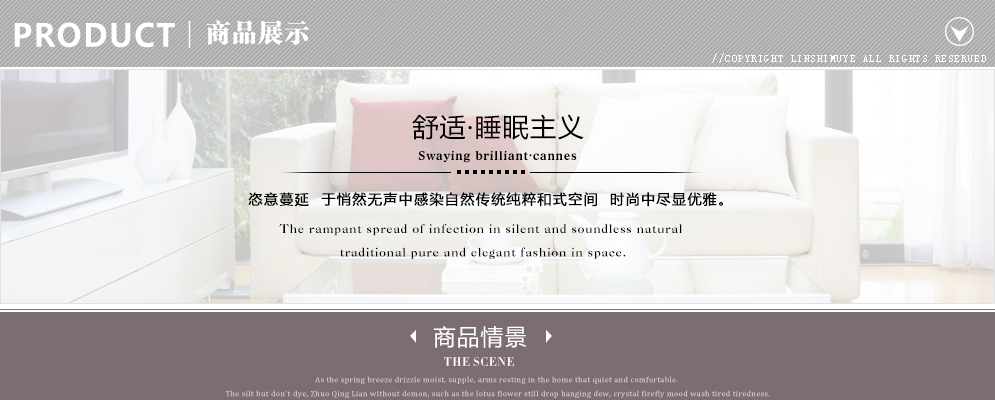 PRODUCT | 商品展示
//COPYRIGHT LINSHIMUYE ALL RIGHTS RESERUED
舒适·睡眠主义
Swaying brilliant·cannes
恣意蔓延 于悄然无声中感染自然传统纯粹和式空间 时尚中尽显优雅。
The rampant spread of infection in silent and soundless natural
traditional pure and elegant fashion in space.
商品情景
THE SCENE
As the spring breeze drizzle moist, supple, arms resting in the home that quiet and comfortable.
The silt but don't dye, Zhuo Qing Lian without demon, such as the lotus flower still drop hanging dew, crystal firefly mood wash tired tiredness.